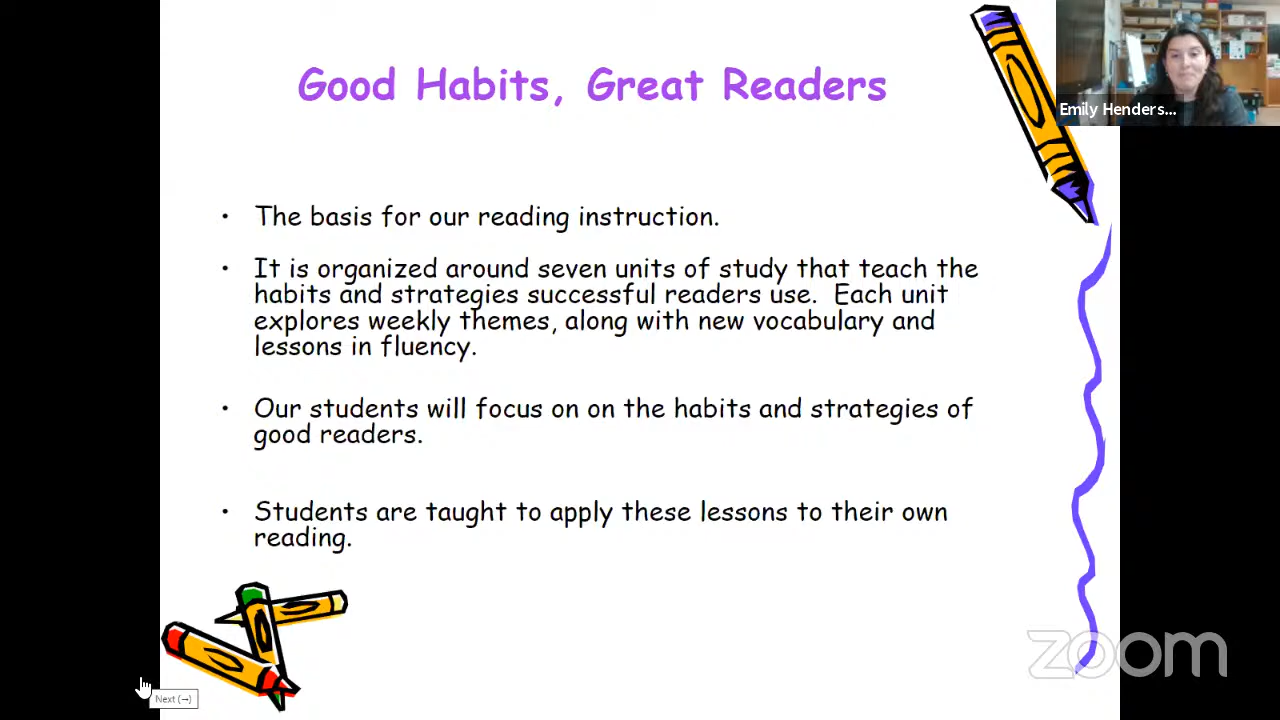 Good Habits, Great Readers
Emily Henders...
• The basis for our reading instruction.
• It is organized around seven units of study that teach the
habits and strategies successful readers use.  Each unit
explores weekly themes, along with new vocabulary and
lessons in fluency.
• Our students will focus on on the habits and strategies of
good readers.
• Students are taught to apply these lessons to their own
reading.
zoom
Next (→)